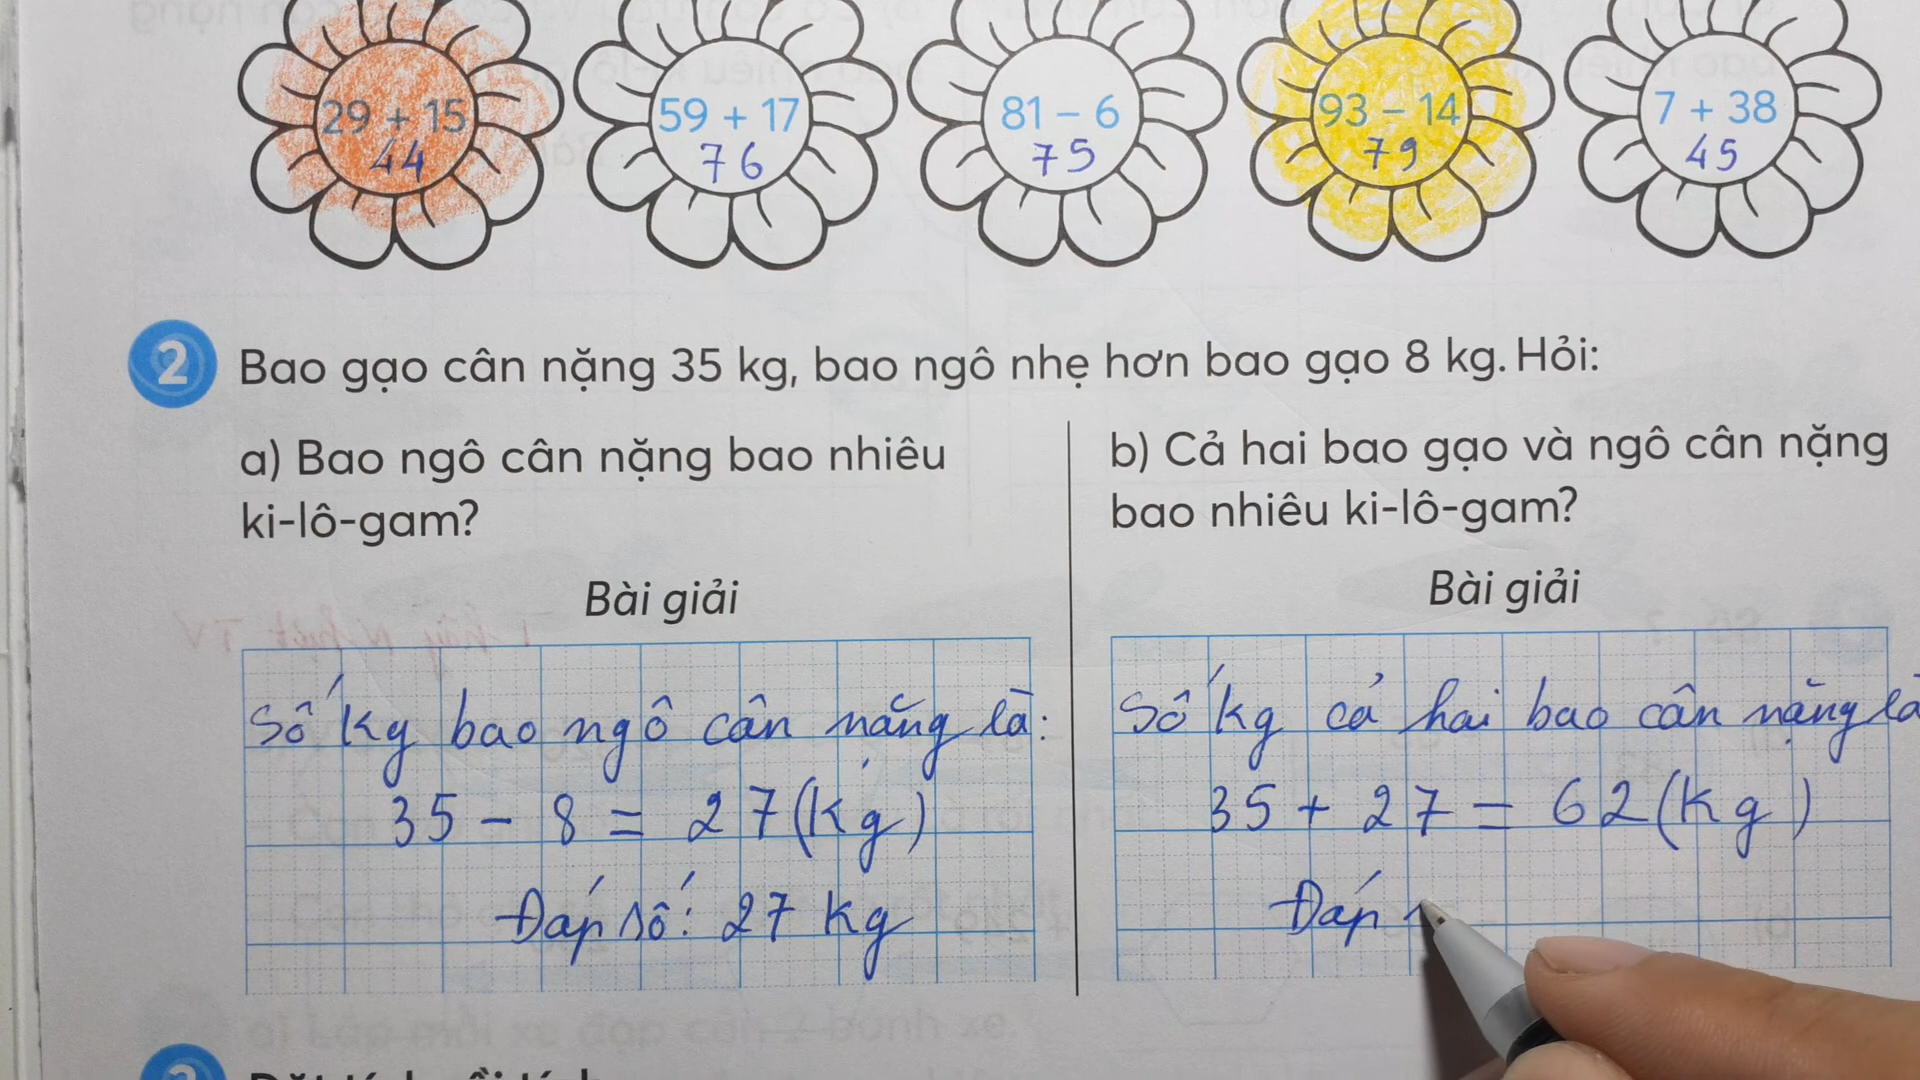 29 + 15
44
59 + 17
76
81 – 6
75
93 – 14
79
7 + 38
45
2 Bao gạo cân nặng 35 kg, bao ngô nhẹ hơn bao gạo 8 kg. Hỏi:
a) Bao ngô cân nặng bao nhiêu
ki-lô-gam?
Bài giải
Số kg bao ngô cân nặng là:
35 - 8 = 27 (kg)
Đáp số: 27 kg
b) Cả hai bao gạo và ngô cân nặng
bao nhiêu ki-lô-gam?
Bài giải
Số kg cả hai bao cân nặng là
35 + 27 = 62 (kg)
Đáp